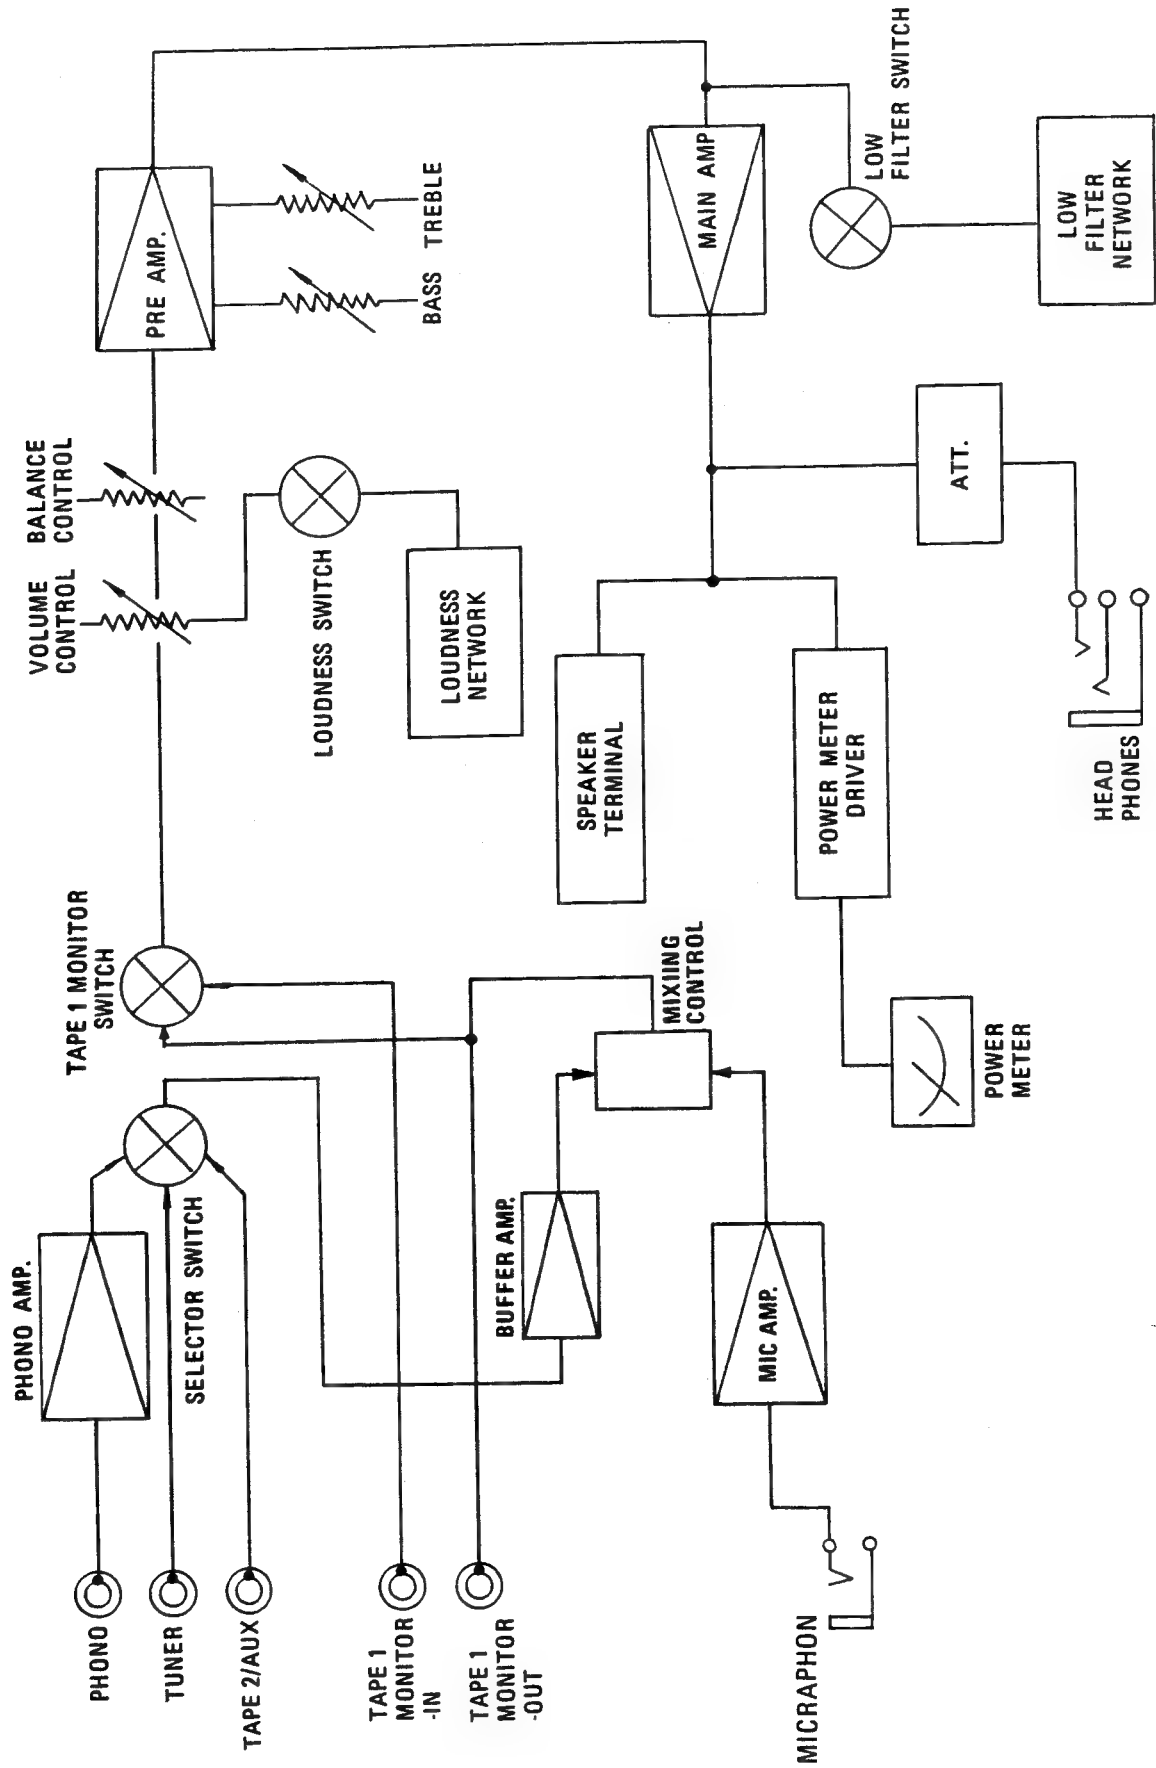 PHONO
TUNER
TAPE 2/AUX
TAPE 1
MONITOR
-IN
TAPE 1
MONITOR
-OUT
MICRAPHON
PHONO AMP.
SELECTOR SWITCH
BUFFER AMP.
MIC AMP.
TAPE 1 MONITOR
SWITCH
MIXIING
CONTROL
POWER
METER
VOLUME
CONTROL
BALANCE
CONTROL
LOUDNESS SWITCH
LOUDNESS
NETWORK
SPEAKER
TERMINAL
POWER METER
DRIVER
HEAD
PHONES
PRE AMP.
BASS
TREBLE
MAIN AMP
ATT.
LOW
FILTER SWITCH
LOW
FILTER
NETWORK